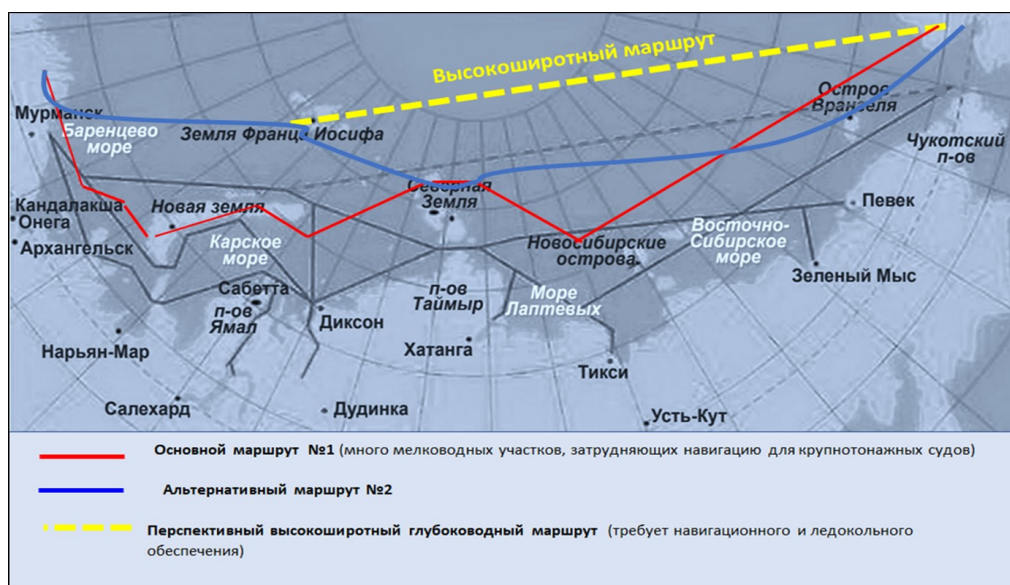 Высокоширотный маршрут
Остров
Врангеля
Мурманск
Баренцево
море
Земля Франца Иосифа
Чукотский
п-ов
Северная
Земля
Кандалакша
Онега
Новая земля
Певек
Архангельск
Карское
море
Новосибирские
острова
Восточно-
Сибирское
море
Зеленый Мыс
Сабетта
п-ов
Ямал
п-ов
Таймыр
Море
Лаптевых
Диксон
Нарьян-Мар
Хатанга
Тикси
Салехард
Дудинка
Усть-Кут
Основной маршрут №1 (много мелководных участков, затрудняющих навигацию для крупнотонажных судов)
Альтернативный маршрут №2
Перспективный высокоширотный глубоководный маршрут (требует навигационного и ледокольного
обеспечения)